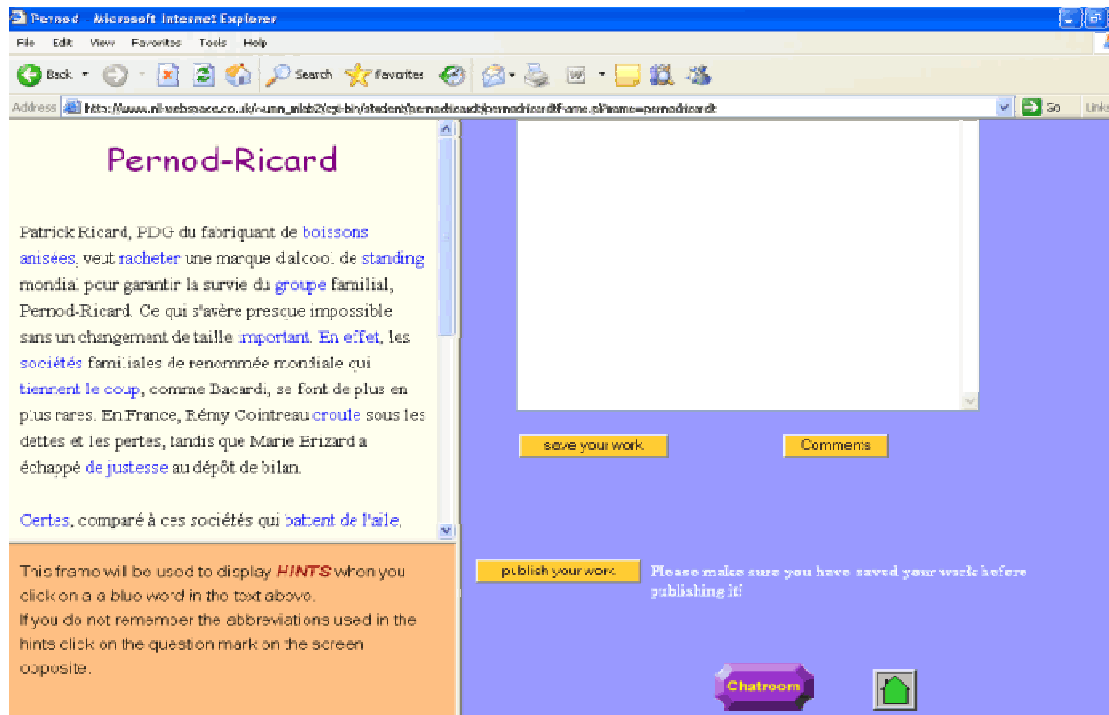 Pernod - Microsoft Internet Explorer
File Edit View Favorites Tools Help
Back Search Favorites
Address Go Links
Pernod-Ricard
Patrick Ricard, PDG du fabriquant de boissons
anisées, veut racheter une marque d'alcool de standing
mondial pour garantir la survie du groupe familial,
Pernod-Ricard. Ce qui s'avère presque impossible
sans un changement de taille important. En effet, les
sociétés familiales de renommée mondiale qui
tiennent le coup, comme Bacardi, se font de plus en
plus rares. En France, Rémy Cointreau croule sous les
dettes et les pertes, tandis que Marie Brizard a
échappé de justesse au dépôt de bilan.
Certes, comparé à ces sociétés qui battent de l'aile,
This frame will be used to display HINTS when you
click on a a blue word in the text above.
If you do not remember the abbreviations used in the
hints click on the question mark on the screen
opposite.
save your work
Comments
publish your work
Please make sure you have saved your work before
publishing it!
Chatroom